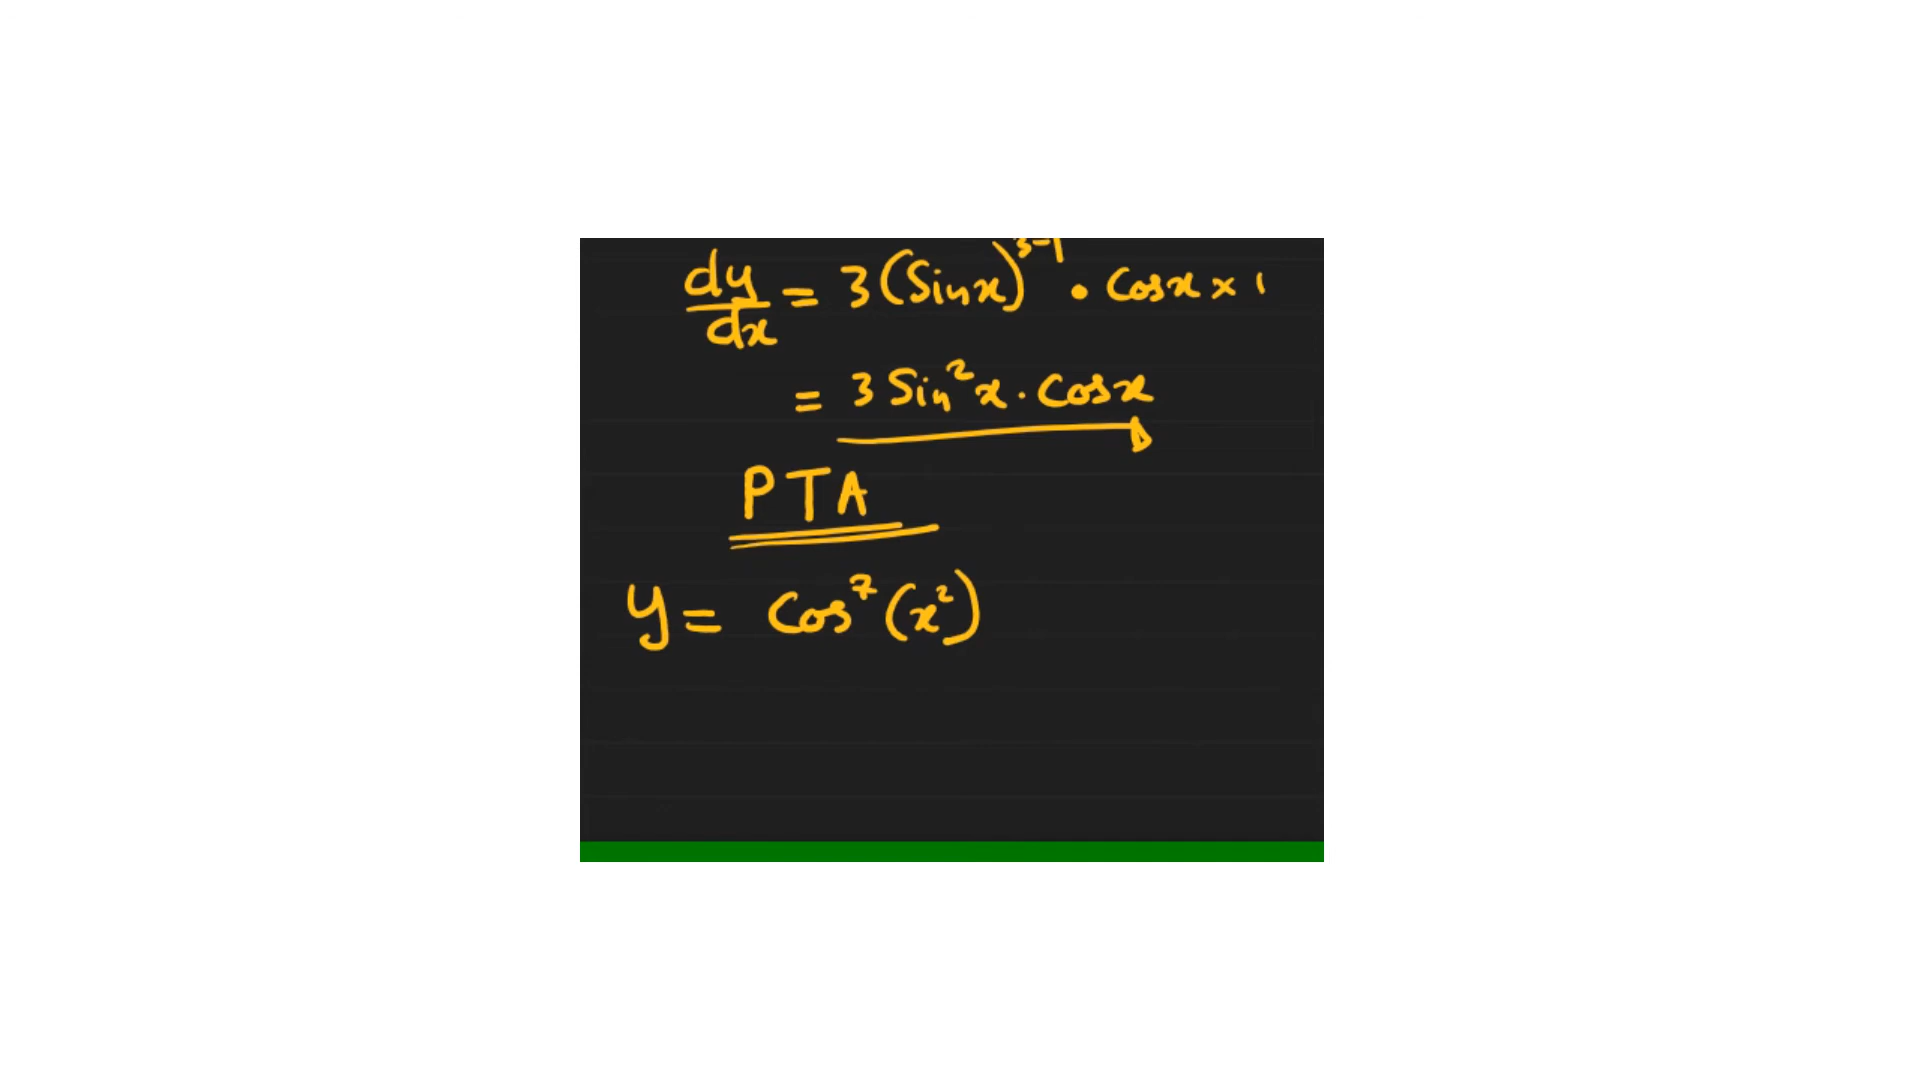 dy/dx = 3(Sinx)^3-1 • Cosx × 1
= 3 Sin²x · Cosx
PTA
y = Cos⁷(x²)